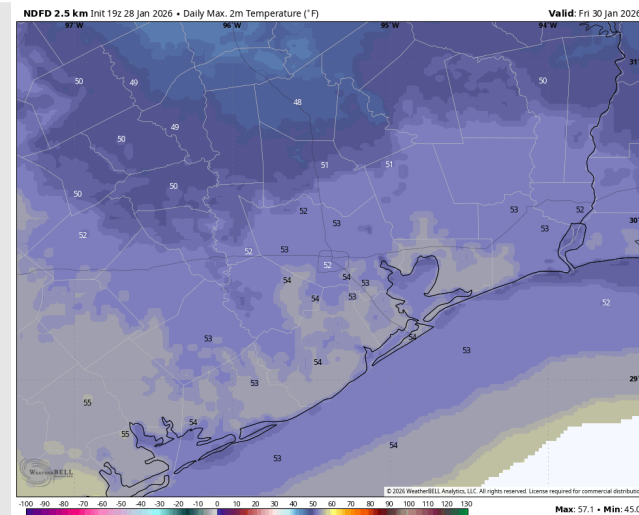 NDFD 2.5 km Init 19z 28 Jan 2026 • Daily Max. 2m Temperature (°F)
Valid: Fri 30 Jan 2026
97°W 96°W 95°W 94°W
31°
50 49 50
48
49
50
51 51
50 50
52 53 53 52 30°
52 53
52 53
52
54 54 53
54 53 52
53 54
53
54
53 29°
55
54
55
54
53
WeatherBELL
© 2026 WeatherBELL Analytics, LLC. All rights reserved. License required for commercial distribution
-100 -90 -80 -70 -60 -50 -40 -30 -20 -10 0 10 20 30 40 50 60 70 80 90 100 110 120 130
Max: 57.1 • Min: 45.